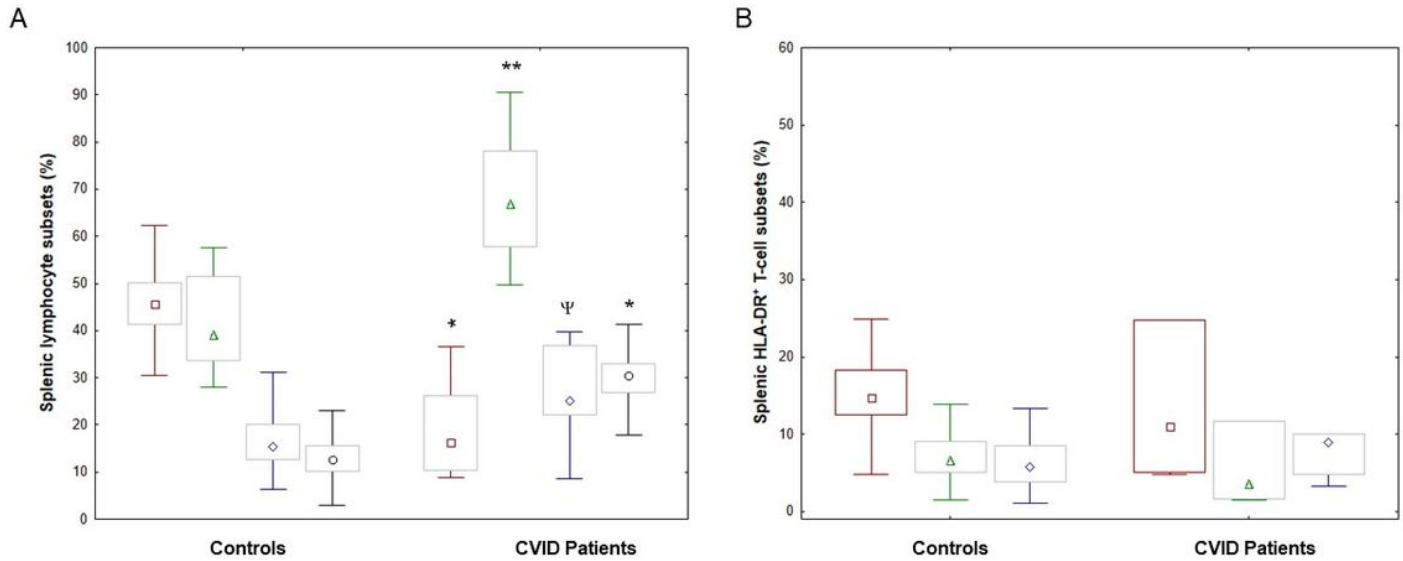 A
B
Splenic lymphocyte subsets (%)
100
90
80
70
60
50
40
30
20
10
0
**
*
Ψ
*
Controls
CVID Patients
Splenic HLA-DR⁺ T-cell subsets (%)
60
50
40
30
20
10
0
Controls
CVID Patients